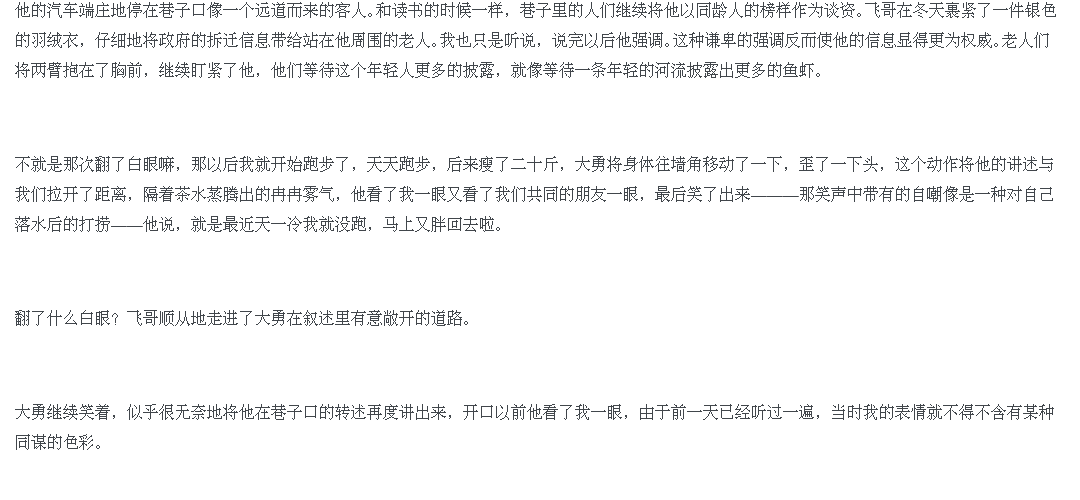 他的汽车端庄地停在巷子口像一个远道而来的客人。和读书的时候一样，巷子里的人们继续将他以同龄人的榜样作为谈资。飞哥在冬天裹紧了一件银色
的羽绒衣，仔细地将政府的拆迁信息带给站在他周围的老人。我也只是听说，说完以后他强调。这种谦卑的强调反而使他的信息显得更为权威。老人们
将两臂抱在了胸前，继续盯紧了他，他们等待这个年轻人更多的披露，就像等待一条年轻的河流披露出更多的鱼虾。
不就是那次翻了白眼嘛，那以后我就开始跑步了，天天跑步，后来瘦了二十斤，大勇将身体往墙角移动了一下，歪了一下头，这个动作将他的讲述与
我们拉开了距离，隔着茶水蒸腾出的冉冉雾气，他看了我一眼又看了我们共同的朋友一眼，最后笑了出来———那笑声中带有的自嘲像是一种对自己
落水后的打捞——他说，就是最近天一冷我就没跑，马上又胖回去啦。
翻了什么白眼？飞哥顺从地走进了大勇在叙述里有意敞开的道路。
大勇继续笑着，似乎很无奈地将他在巷子口的转述再度讲出来，开口以前他看了我一眼，由于前一天已经听过一遍，当时我的表情就不得不含有某种
同谋的色彩。